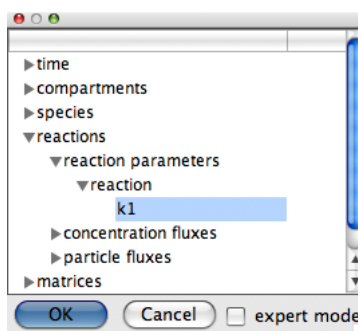 time
compartments
species
reactions
reaction parameters
reaction
k1
concentration fluxes
particle fluxes
matrices
OK Cancel expert mode